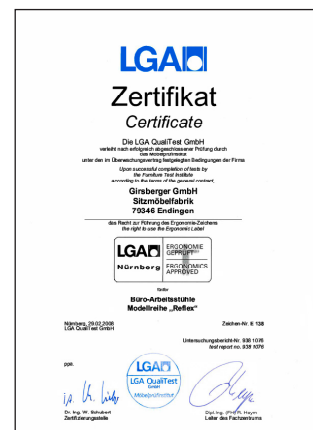 LGA
Zertifikat
Certificate
Die LGA QualiTest GmbH
verleiht nach erfolgreich abgeschlossener Prüfung durch
das Möbelprüfinstitut
unter den im Überwachungsvertrag festgelegten Bedingungen der Firma
Upon successful completion of tests by
the Furniture Test Institute
according to the terms of the general contract,
Girsberger GmbH
Sitzmöbelfabrik
79346 Endingen
das Recht zur Führung des Ergonomie-Zeichens
the right to use the Ergonomic Label
LGA
Nürnberg
ERGONOMIE
GEPRÜFT
ERGONOMICS
APPROVED
für/for
Büro-Arbeitsstühle
Modellreihe „Reflex"
Nürnberg, 29.02.2008
LGA QualiTest GmbH
Zeichen-Nr. E 138
Untersuchungsbericht-Nr. 938 1076
test report no. 938 1076
ppa.
LGA
LGA QualiTest
GmbH
Möbelprüfinstitut
Dr. Ing. W. Schubert
Zertifizierungsstelle
Dipl.Ing. (FH) R. Heym
Leiter des Fachzentrums